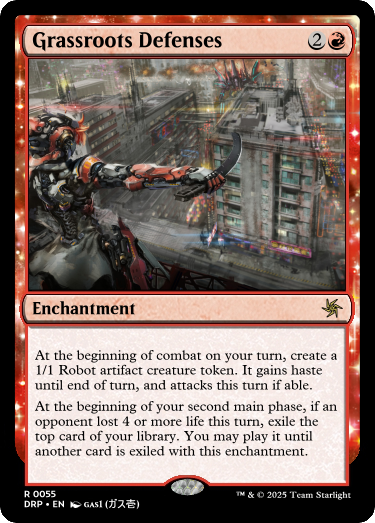 Grassroots Defenses 2
Enchantment
At the beginning of combat on your turn, create a
1/1 Robot artifact creature token. It gains haste
until end of turn, and attacks this turn if able.
At the beginning of your second main phase, if an
opponent lost 4 or more life this turn, exile the
top card of your library. You may play it until
another card is exiled with this enchantment.
R 0055
DRP • EN GAS1 (ガス壱) ™ & © 2025 Team Starlight